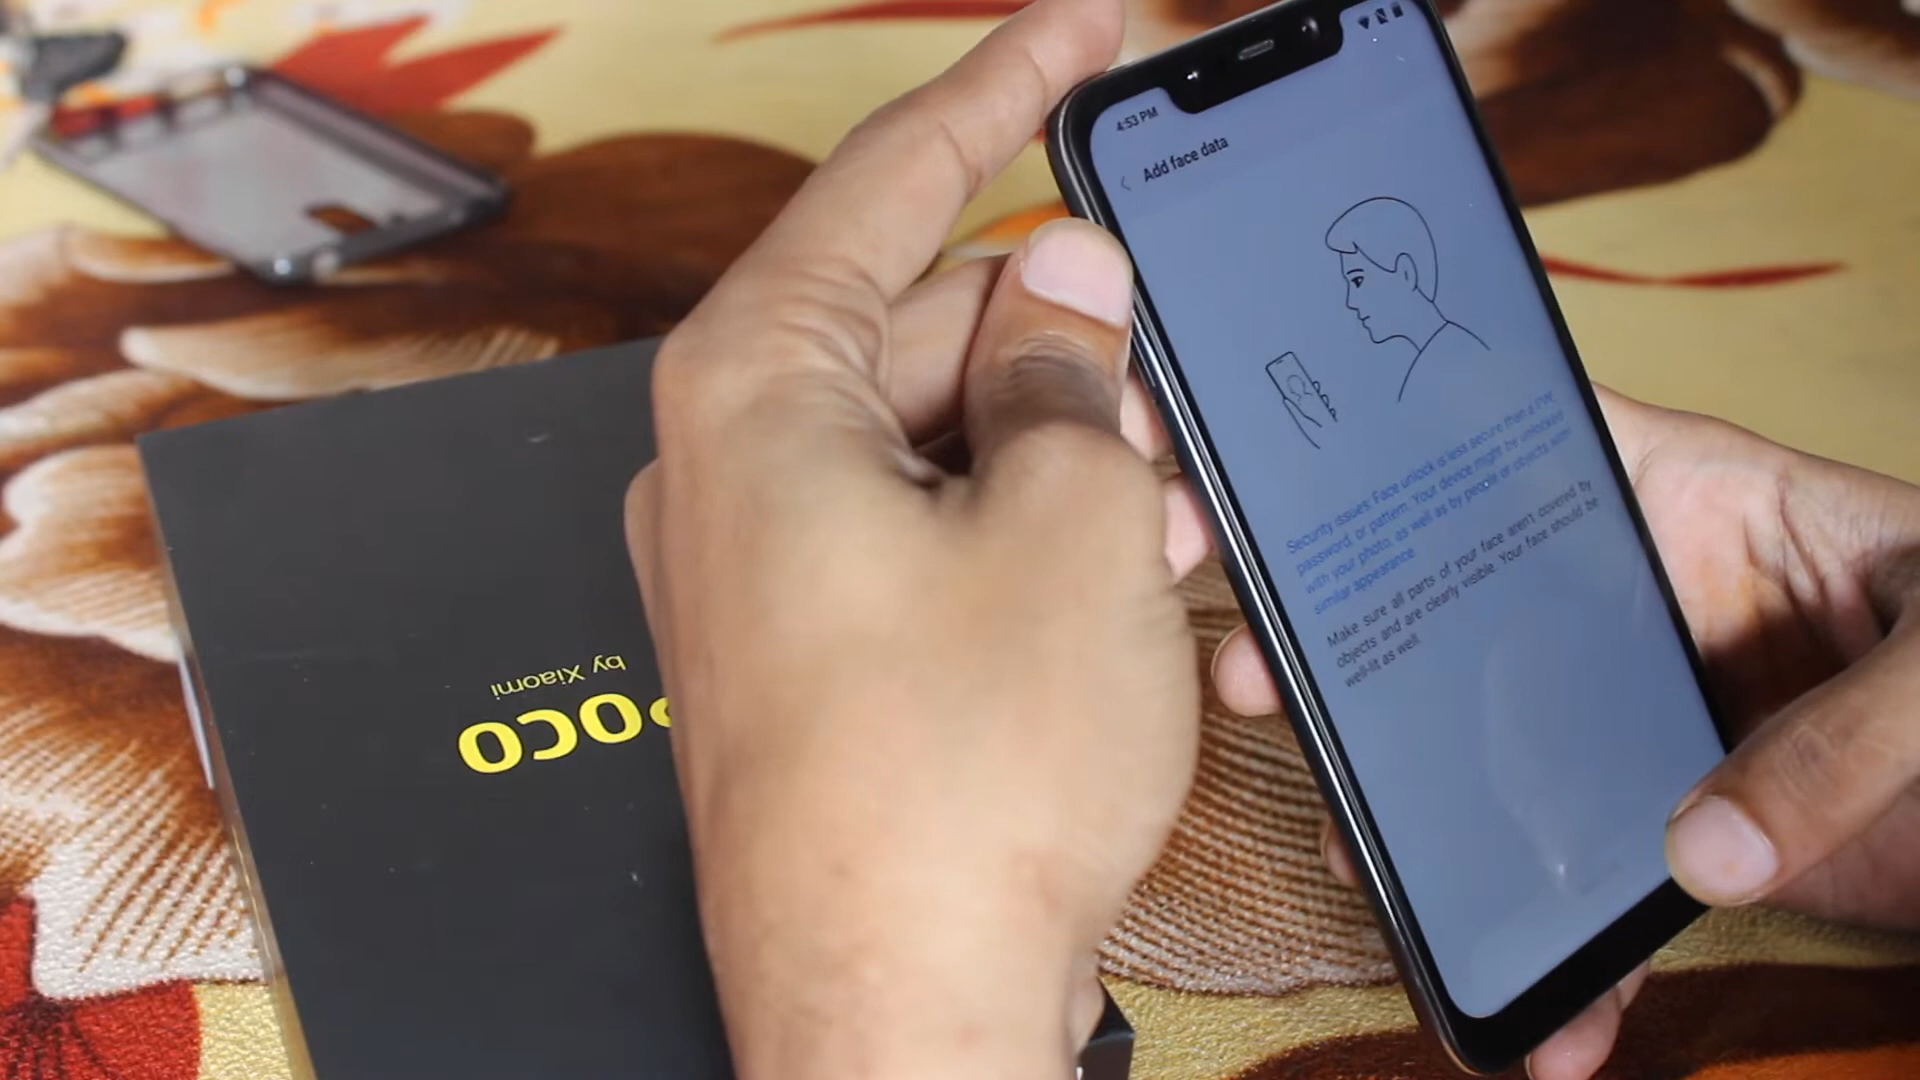 4:53 PM
Add face data
Security issues: Face unlock is less secure than a PIN,
password, or pattern. Your device might be unlocked
with your photo, as well as by people or objects with
similar appearance.
Make sure all parts of your face aren't covered by
objects and are clearly visible. Your face should be
well-lit as well.
POCO
by Xiaomi